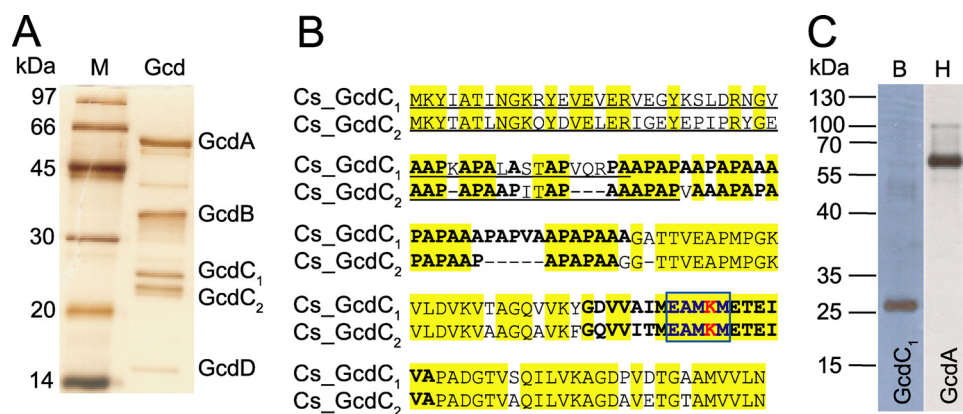 A
kDa M Gcd
97
66
45
30
20
14
GcdA
GcdB
GcdC1
GcdC2
GcdD
B
Cs_GcdC1 MKYIATINGKRYEVEVERVEGYKSLDRNGV
Cs_GcdC2 MKYTATLNGKQYDVELERIGEYEPIPRYGE
Cs_GcdC1 AAPKAPALASTAPVQRPAAPAPAAPAPAAA
Cs_GcdC2 AAP-APAAPITAP---AAAPAPVAAAPAPA
Cs_GcdC1 PAPAAAPAPVAAPAPAAAGATTVEAPMPGK
Cs_GcdC2 PAPAAP-----APAPAAGG-TTVEAPMPGK
Cs_GcdC1 VLDVKVTAGQVVKYGDVVAIMEAMKMETEI
Cs_GcdC2 VLDVKVAAGQAVKFGQVVITMEAMKMETEI
Cs_GcdC1 VAPADGTVSQILVKAGDPVDTGAAMVVLN
Cs_GcdC2 VAPADGTVAQILVKAGDAVETGTAMVVLN
C
kDa B H
130
100
70
55
40
35
25
15
GcdC1
GcdA